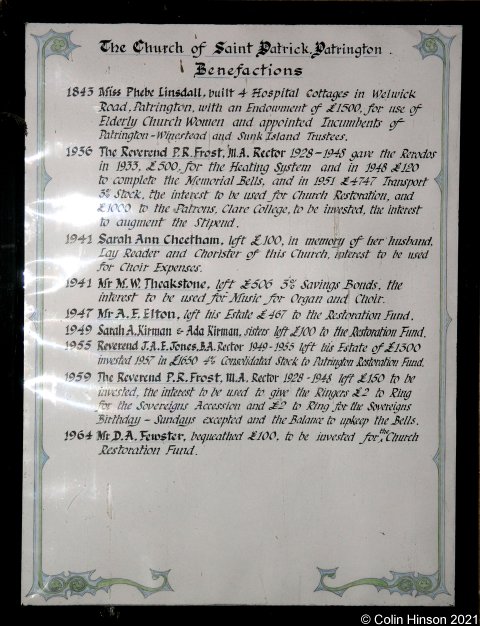 The Church of Saint Patrick, Patrington.
Benefactions
1843 Miss Phebe Linsdall, built 4 Hospital Cottages in Welwick
Road, Patrington, with an Endowment of £1500, for use of
Elderly Church Women and appointed Incumbents of
Patrington-Winestead and Sunk Island Trustees.
1936 The Reverend P.R. Frost, M.A. Rector 1928-1948 gave the Reredos
in 1933, £500, for the Heating System and in 1948 £120
to complete the Memorial Bells, and in 1951 £4747 Transport
3% Stock, the interest to be used for Church Restoration, and
£1000 to the Patrons, Clare College, to be invested, the interest
to augment the Stipend.
1941 Sarah Ann Cheetham, left £100, in memory of her husband,
Lay Reader and Chorister of this Church, interest to be used
for Choir Expenses.
1941 Mr M.W. Theakstone, left £506 3% Savings Bonds, the
interest to be used for Music for Organ and Choir.
1947 Mr A.E. Elton, left his Estate £467 to the Restoration Fund.
1949 Sarah A. Kirman & Ada Kirman, sisters left £100 to the Restoration Fund.
1955 Reverend J.A.E. Jones, B.A. Rector 1949-1955 left his Estate of £1300
invested 1957 in £1650 4% Consolidated Stock to Patrington Restoration Fund.
1959 The Reverend P.R. Frost, M.A. Rector 1928-1948 left £150 to be
invested, the interest to be used to give the Ringers £2 to Ring
for the Sovereigns Accession and £2 to Ring for the Sovereigns
Birthday - Sundays excepted and the Balance to upkeep the Bells.
1964 Mr D.A. Fewster, bequeathed £100, to be invested for the Church
Restoration Fund.
© Colin Hinson 2021